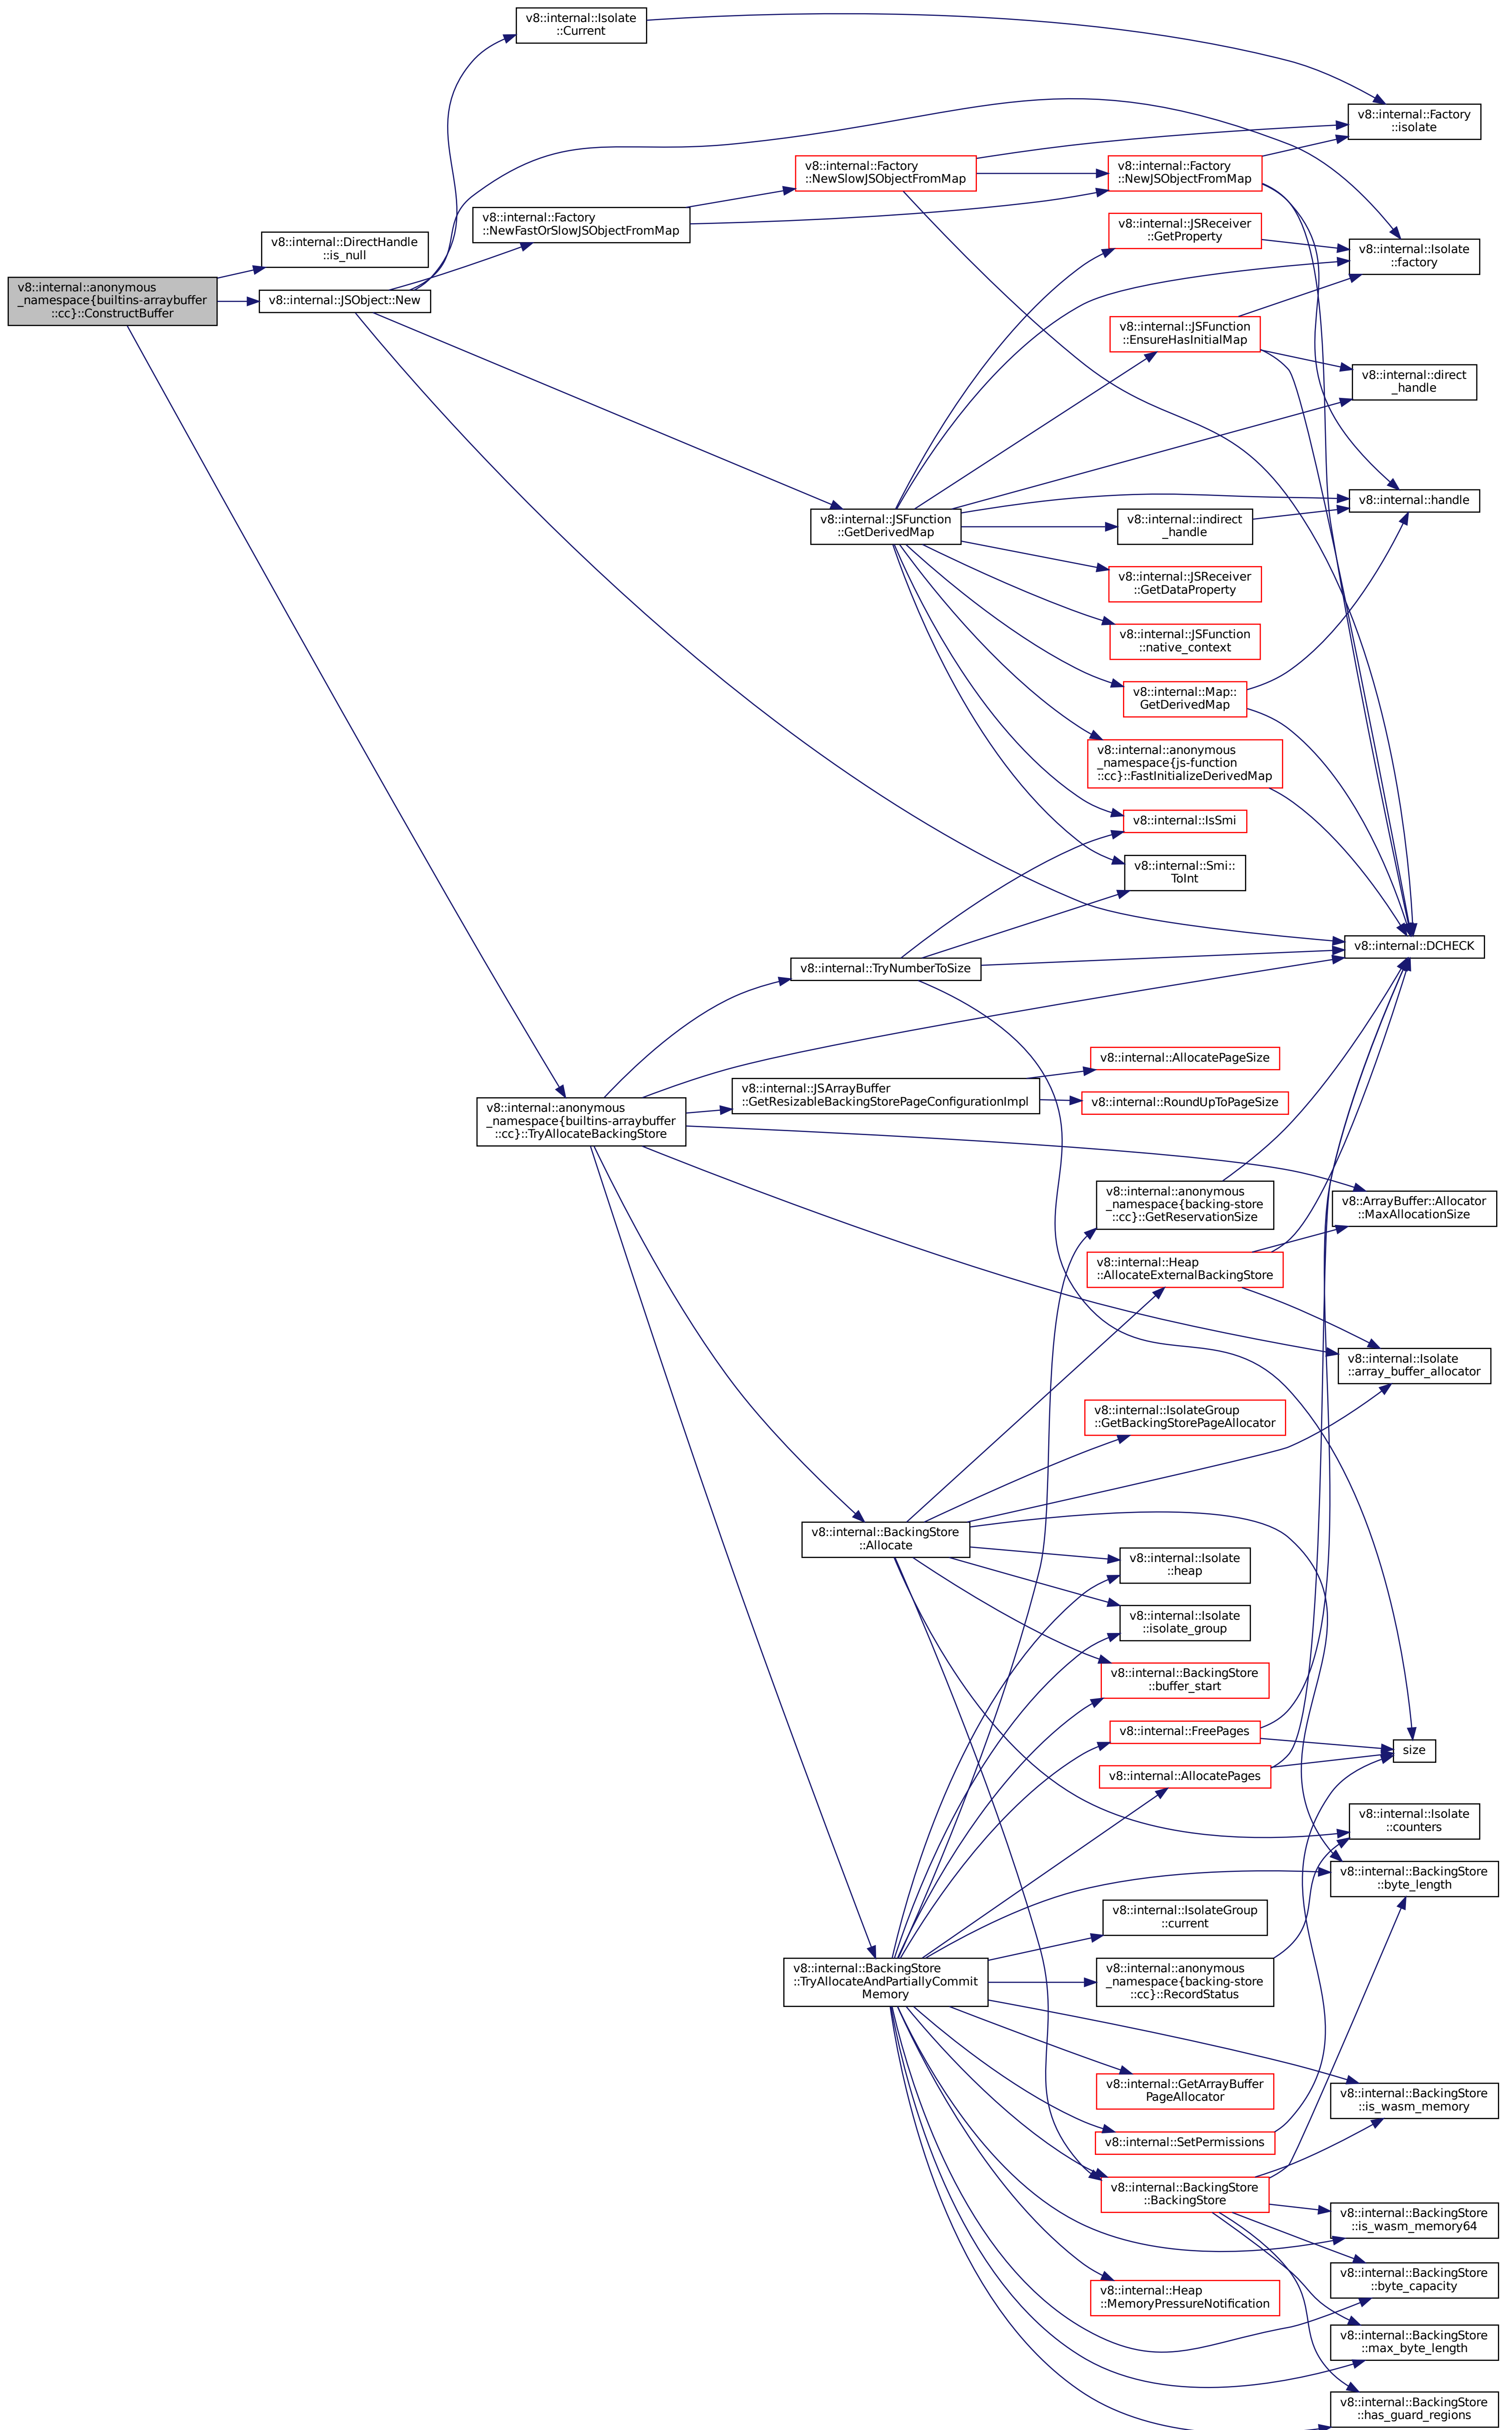 v8::internal::Isolate
::Current
v8::internal::Factory
::isolate
v8::internal::Factory
::NewSlowJSObjectFromMap
v8::internal::Factory
::NewJSObjectFromMap
v8::internal::Factory
::NewFastOrSlowJSObjectFromMap
v8::internal::JSReceiver
::GetProperty
v8::internal::DirectHandle
::is_null
v8::internal::Isolate
::factory
v8::internal::anonymous
_namespace{builtins-arraybuffer
::cc}::ConstructBuffer
v8::internal::JSObject::New
v8::internal::JSFunction
::EnsureHasInitialMap
v8::internal::direct
_handle
v8::internal::handle
v8::internal::JSFunction
::GetDerivedMap
v8::internal::indirect
_handle
v8::internal::JSReceiver
::GetDataProperty
v8::internal::JSFunction
::native_context
v8::internal::Map::
GetDerivedMap
v8::internal::anonymous
_namespace{js-function
::cc}::FastInitializeDerivedMap
v8::internal::IsSmi
v8::internal::Smi::
ToInt
v8::internal::DCHECK
v8::internal::TryNumberToSize
v8::internal::AllocatePageSize
v8::internal::JSArrayBuffer
::GetResizableBackingStorePageConfigurationImpl
v8::internal::RoundUpToPageSize
v8::internal::anonymous
_namespace{builtins-arraybuffer
::cc}::TryAllocateBackingStore
v8::internal::anonymous
_namespace{backing-store
::cc}::GetReservationSize
v8::ArrayBuffer::Allocator
::MaxAllocationSize
v8::internal::Heap
::AllocateExternalBackingStore
v8::internal::Isolate
::array_buffer_allocator
v8::internal::IsolateGroup
::GetBackingStorePageAllocator
v8::internal::BackingStore
::Allocate
v8::internal::Isolate
::heap
v8::internal::Isolate
::isolate_group
v8::internal::BackingStore
::buffer_start
v8::internal::FreePages
size
v8::internal::AllocatePages
v8::internal::Isolate
::counters
v8::internal::BackingStore
::byte_length
v8::internal::IsolateGroup
::current
v8::internal::BackingStore
::TryAllocateAndPartiallyCommit
Memory
v8::internal::anonymous
_namespace{backing-store
::cc}::RecordStatus
v8::internal::GetArrayBuffer
PageAllocator
v8::internal::BackingStore
::is_wasm_memory
v8::internal::SetPermissions
v8::internal::BackingStore
::BackingStore
v8::internal::BackingStore
::is_wasm_memory64
v8::internal::BackingStore
::byte_capacity
v8::internal::Heap
::MemoryPressureNotification
v8::internal::BackingStore
::max_byte_length
v8::internal::BackingStore
::has_guard_regions